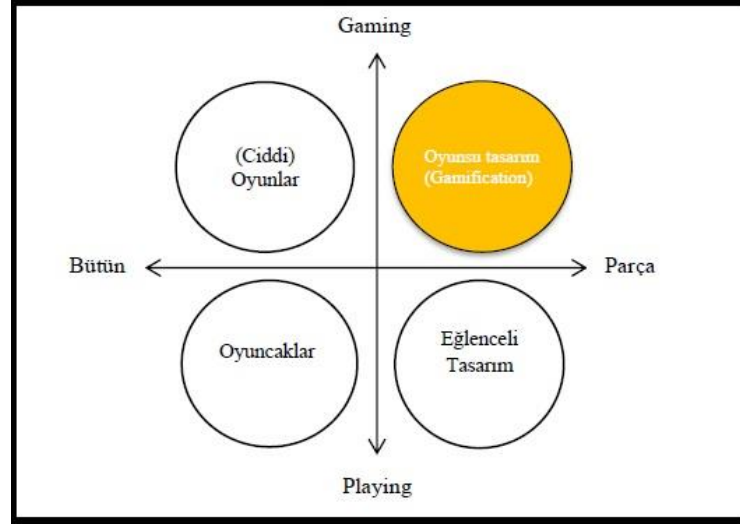 Gaming
(Ciddi)
Oyunlar
Oyunsu tasarım
(Gamification)
Bütün
Parça
Oyuncaklar
Eğlenceli
Tasarım
Playing